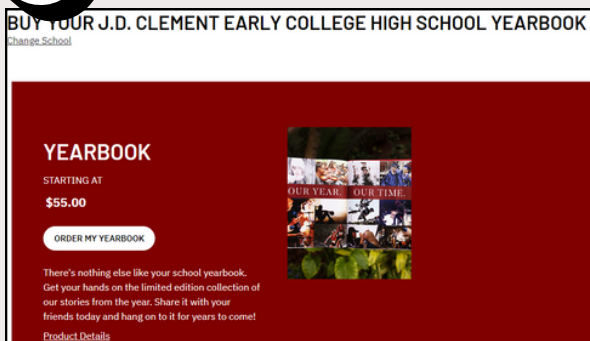 BUY YOUR J.D. CLEMENT EARLY COLLEGE HIGH SCHOOL YEARBOOK
Change School
YEARBOOK
STARTING AT
$55.00
ORDER MY YEARBOOK
There's nothing else like your school yearbook.
Get your hands on the limited edition collection of
our stories from the year. Share it with your
friends today and hang on to it for years to come!
Product Details
OUR YEAR. OUR TIME.